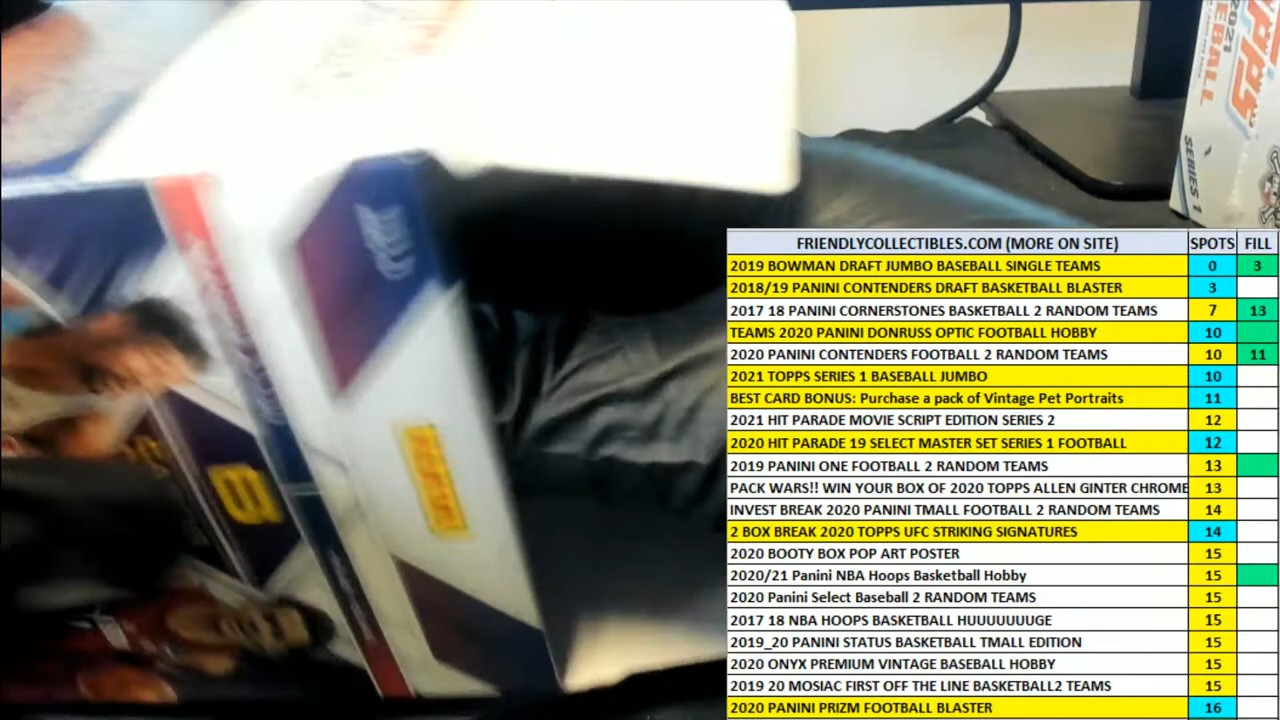 2021
TOPPS
BASEBALL
SERIES 1
PANINI
8
FRIENDLYCOLLECTIBLES.COM (MORE ON SITE) SPOTS FILL
2019 BOWMAN DRAFT JUMBO BASEBALL SINGLE TEAMS 0 3
2018/19 PANINI CONTENDERS DRAFT BASKETBALL BLASTER 3
2017 18 PANINI CORNERSTONES BASKETBALL 2 RANDOM TEAMS 7 13
TEAMS 2020 PANINI DONRUSS OPTIC FOOTBALL HOBBY 10
2020 PANINI CONTENDERS FOOTBALL 2 RANDOM TEAMS 10 11
2021 TOPPS SERIES 1 BASEBALL JUMBO 10
BEST CARD BONUS: Purchase a pack of Vintage Pet Portraits 11
2021 HIT PARADE MOVIE SCRIPT EDITION SERIES 2 12
2020 HIT PARADE 19 SELECT MASTER SET SERIES 1 FOOTBALL 12
2019 PANINI ONE FOOTBALL 2 RANDOM TEAMS 13
PACK WARS!! WIN YOUR BOX OF 2020 TOPPS ALLEN GINTER CHROME 13
INVEST BREAK 2020 PANINI TMALL FOOTBALL 2 RANDOM TEAMS 14
2 BOX BREAK 2020 TOPPS UFC STRIKING SIGNATURES 14
2020 BOOTY BOX POP ART POSTER 15
2020/21 Panini NBA Hoops Basketball Hobby 15
2020 Panini Select Baseball 2 RANDOM TEAMS 15
2017 18 NBA HOOPS BASKETBALL HUUUUUUUGE 15
2019_20 PANINI STATUS BASKETBALL TMALL EDITION 15
2020 ONYX PREMIUM VINTAGE BASEBALL HOBBY 15
2019 20 MOSIAC FIRST OFF THE LINE BASKETBALL2 TEAMS 15
2020 PANINI PRIZM FOOTBALL BLASTER 16